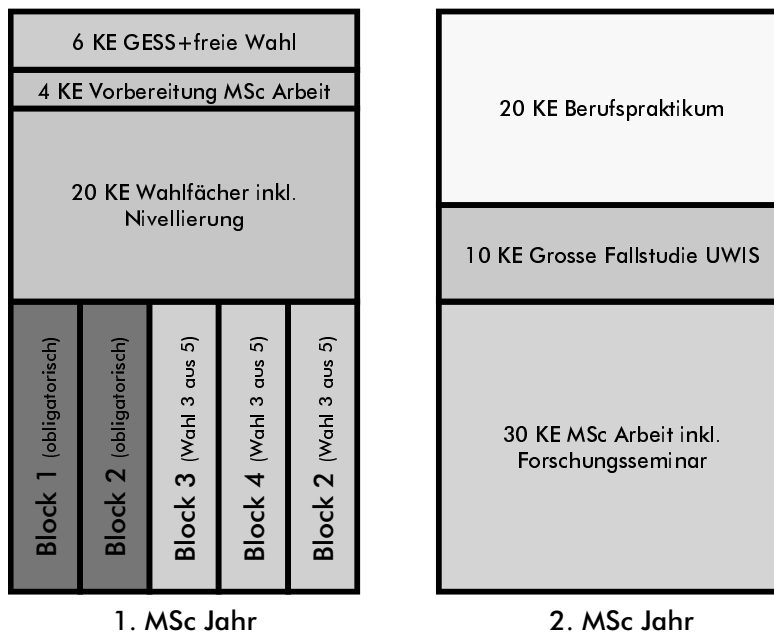 6 KE GESS+freie Wahl
4 KE Vorbereitung MSc Arbeit
20 KE Wahlfächer inkl.
Nivellierung
Block 1 (obligatorisch)
Block 2 (obligatorisch)
Block 3 (Wahl 3 aus 5)
Block 4 (Wahl 3 aus 5)
Block 2 (Wahl 3 aus 5)
1. MSc Jahr
20 KE Berufspraktikum
10 KE Grosse Fallstudie UWIS
30 KE MSc Arbeit inkl.
Forschungsseminar
2. MSc Jahr